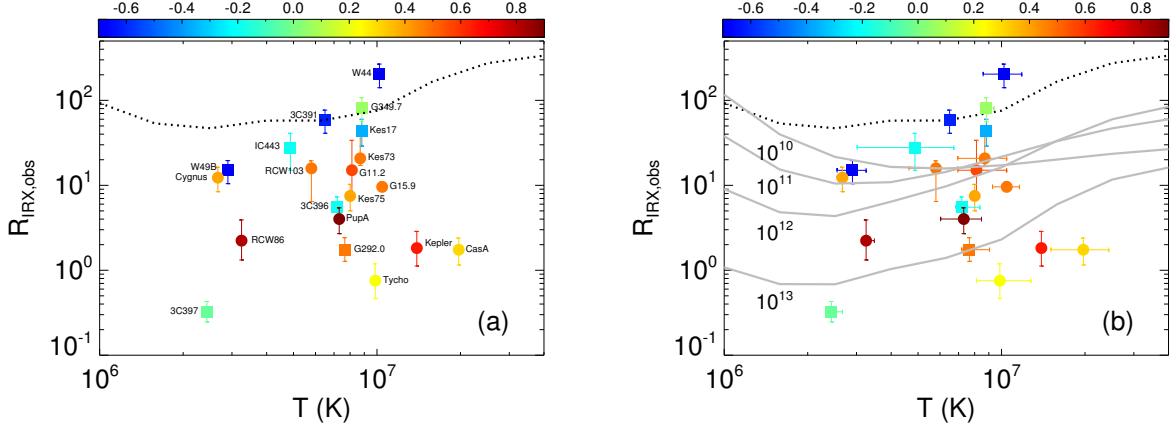 -0.6 -0.4 -0.2 0.0 0.2 0.4 0.6 0.8
R_IRX,obs
10^2
10^1
10^0
10^-1
W44
G349.7
3C391
Kes17
IC443
Kes73
W49B
RCW103
G11.2
Cygnus
G15.9
Kes75
3C396
PupA
RCW86
G292.0
Kepler
CasA
Tycho
3C397
(a)
10^6 10^7
T (K)
-0.6 -0.4 -0.2 0.0 0.2 0.4 0.6 0.8
R_IRX,obs
10^2
10^1
10^0
10^-1
10^10
10^11
10^12
10^13
(b)
10^6 10^7
T (K)